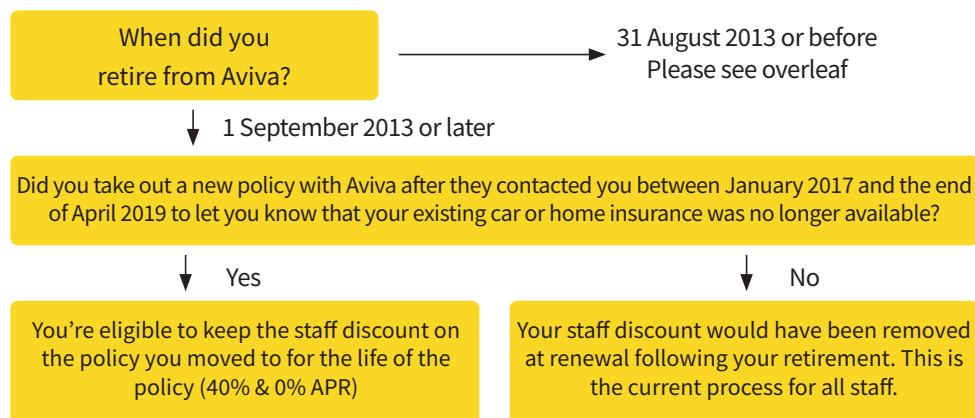 When did you
retire from Aviva?
31 August 2013 or before
Please see overleaf
1 September 2013 or later
Did you take out a new policy with Aviva after they contacted you between January 2017 and the end
of April 2019 to let you know that your existing car or home insurance was no longer available?
Yes
No
You’re eligible to keep the staff discount on
the policy you moved to for the life of the
policy (40% & 0% APR)
Your staff discount would have been removed
at renewal following your retirement. This is
the current process for all staff.